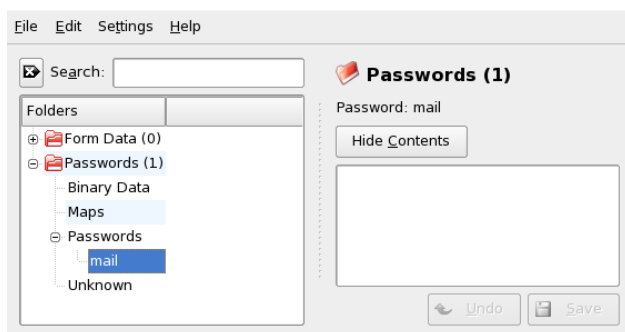 File Edit Settings Help
Search:
Folders
Form Data (0)
Passwords (1)
Binary Data
Maps
Passwords
mail
Unknown
Passwords (1)
Password: mail
Hide Contents
Undo Save